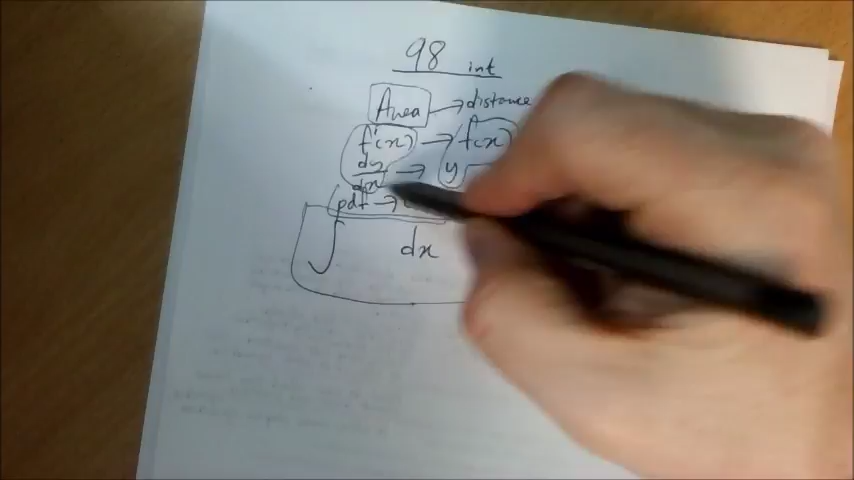 98 int
Area → distance
f'(x) → f(x)
dy
dx → y
pdf →
∫ dx